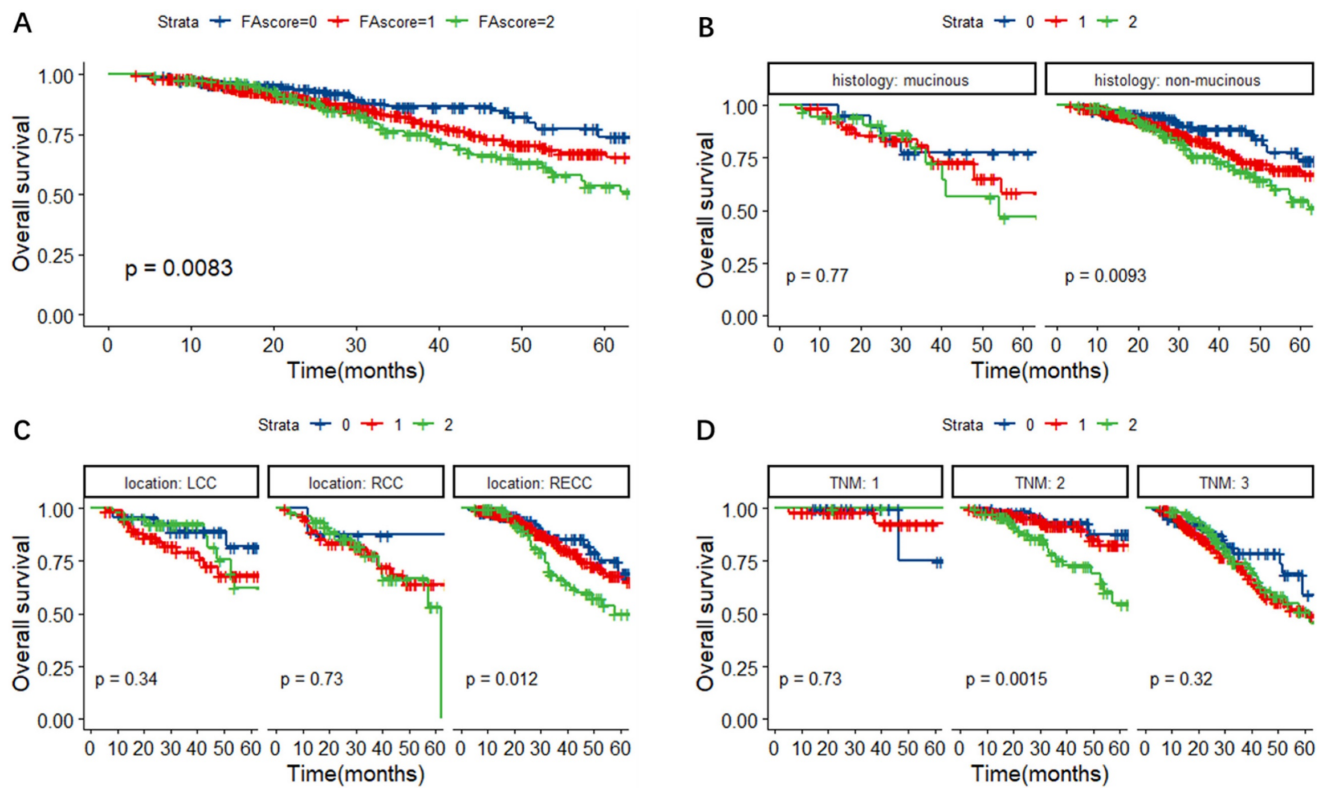 A
Strata FAscore=0 FAscore=1 FAscore=2
Overall survival
1.00
0.75
0.50
0.25
0.00
p = 0.0083
0 10 20 30 40 50 60
Time(months)
B
Strata 0 1 2
histology: mucinous histology: non-mucinous
Overall survival
1.00
0.75
0.50
0.25
0.00
p = 0.77 p = 0.0093
0 10 20 30 40 50 60 0 10 20 30 40 50 60
Time(months)
C
Strata 0 1 2
location: LCC location: RCC location: RECC
Overall survival
1.00
0.75
0.50
0.25
0.00
p = 0.34 p = 0.73 p = 0.012
0 10 20 30 40 50 60 0 10 20 30 40 50 60 0 10 20 30 40 50 60
Time(months)
D
Strata 0 1 2
TNM: 1 TNM: 2 TNM: 3
Overall survival
1.00
0.75
0.50
0.25
0.00
p = 0.73 p = 0.0015 p = 0.32
0 10 20 30 40 50 60 0 10 20 30 40 50 60 0 10 20 30 40 50 60
Time(months)